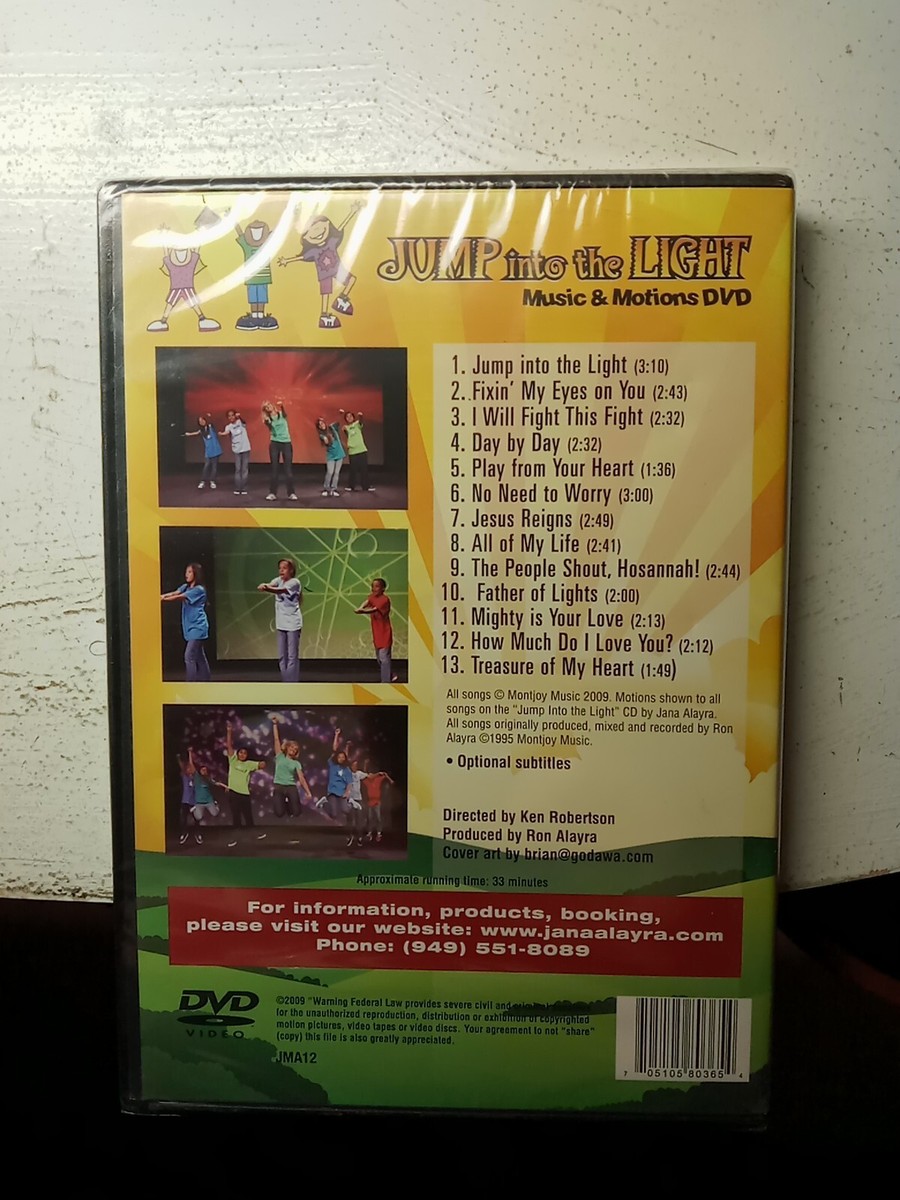 JUMP into the LIGHT
Music & Motions DVD
1. Jump into the Light (3:10)
2. Fixin' My Eyes on You (2:43)
3. I Will Fight This Fight (2:32)
4. Day by Day (2:32)
5. Play from Your Heart (1:36)
6. No Need to Worry (3:00)
7. Jesus Reigns (2:49)
8. All of My Life (2:41)
9. The People Shout, Hosannah! (2:44)
10. Father of Lights (2:00)
11. Mighty is Your Love (2:13)
12. How Much Do I Love You? (2:12)
13. Treasure of My Heart (1:49)
All songs © Montjoy Music 2009. Motions shown to all
songs on the "Jump Into the Light" CD by Jana Alayra.
All songs originally produced, mixed and recorded by Ron
Alayra ©1995 Montjoy Music.
• Optional subtitles
Directed by Ken Robertson
Produced by Ron Alayra
Cover art by brian@godawa.com
Approximate running time: 33 minutes
For information, products, booking,
please visit our website: www.janaalayra.com
Phone: (949) 551-8089
DVD
VIDEO
©2009 "Warning Federal Law provides severe civil and criminal
for the unauthorized reproduction, distribution or exhibition of copyrighted
motion pictures, video tapes or video discs. Your agreement to not "share"
(copy) this file is also greatly appreciated.
JMA12
7 05105 80365 4